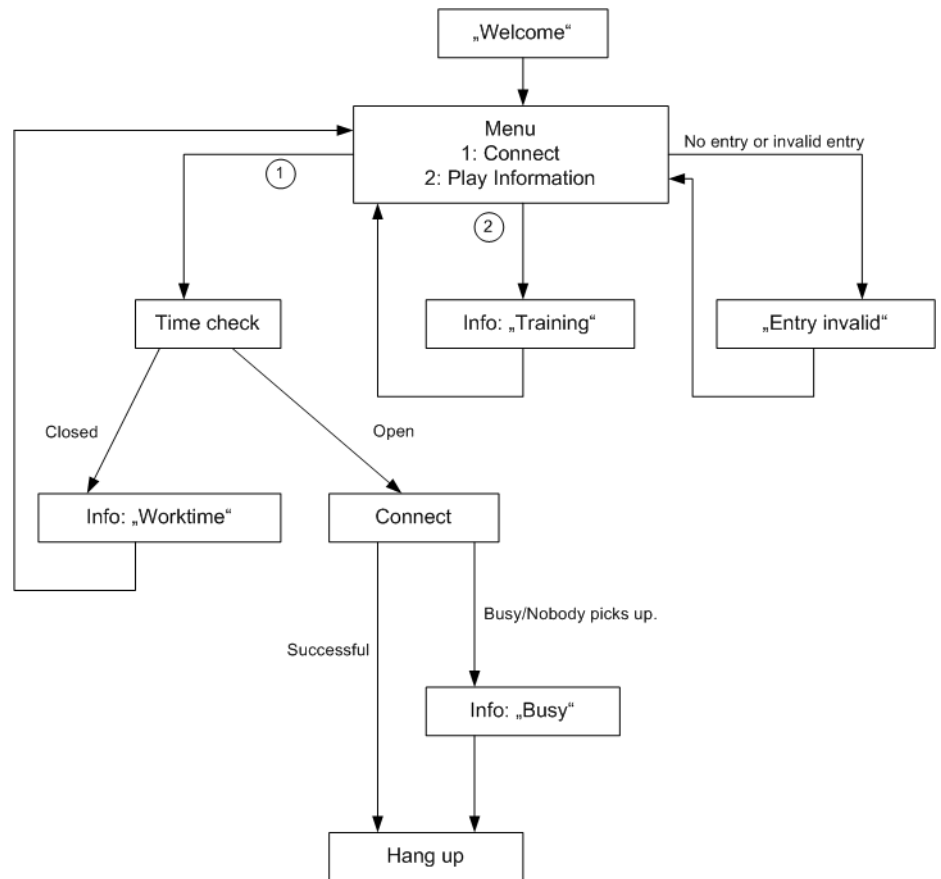 „Welcome“
Menu
1: Connect
2: Play Information
No entry or invalid entry
1
2
Time check
Info: „Training“
„Entry invalid“
Closed
Open
Info: „Worktime“
Connect
Busy/Nobody picks up.
Successful
Info: „Busy“
Hang up